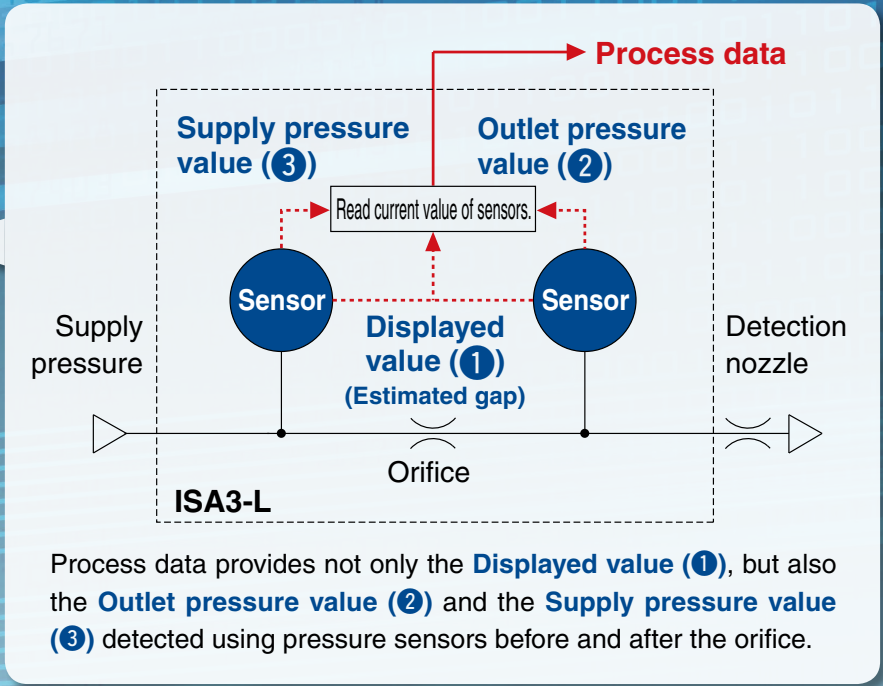 Process data
Supply pressure
value (❸)
Outlet pressure
value (❷)
Read current value of sensors.
Sensor
Sensor
Supply
pressure
Displayed
value (❶)
(Estimated gap)
Detection
nozzle
Orifice
ISA3-L
Process data provides not only the Displayed value (❶), but also
the Outlet pressure value (❷) and the Supply pressure value
(❸) detected using pressure sensors before and after the orifice.